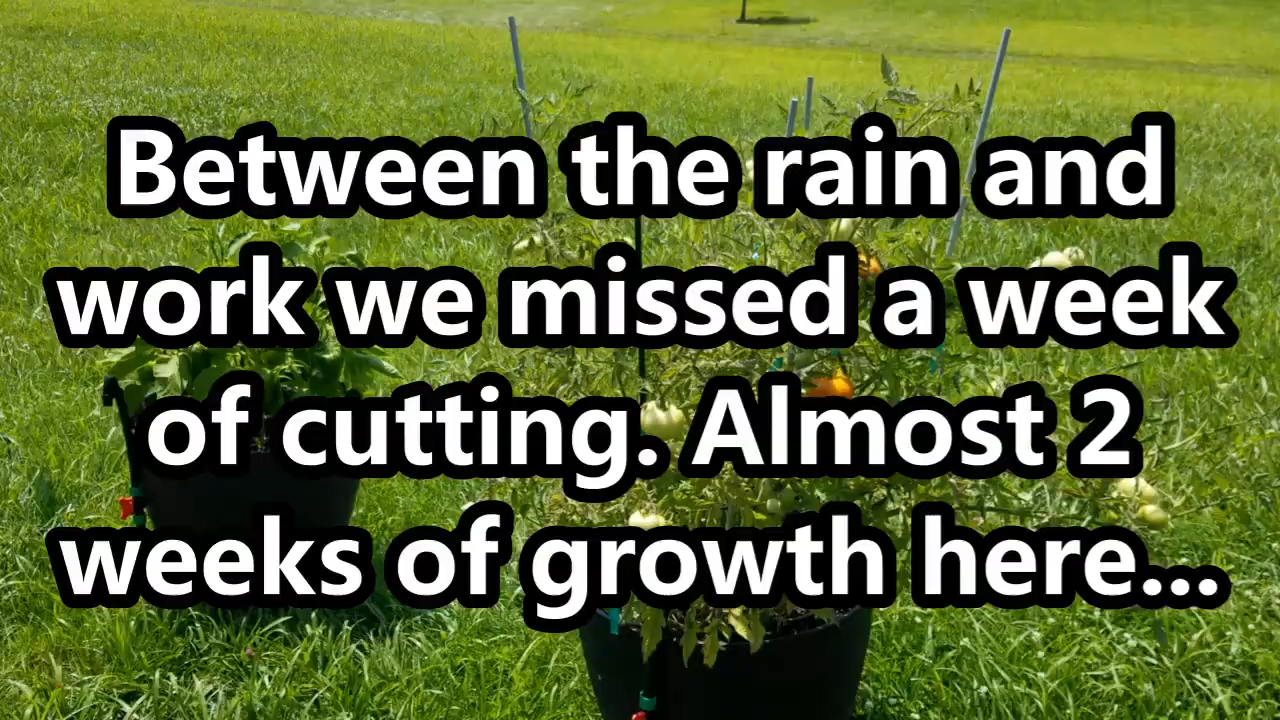 Between the rain and
work we missed a week
of cutting. Almost 2
weeks of growth here...